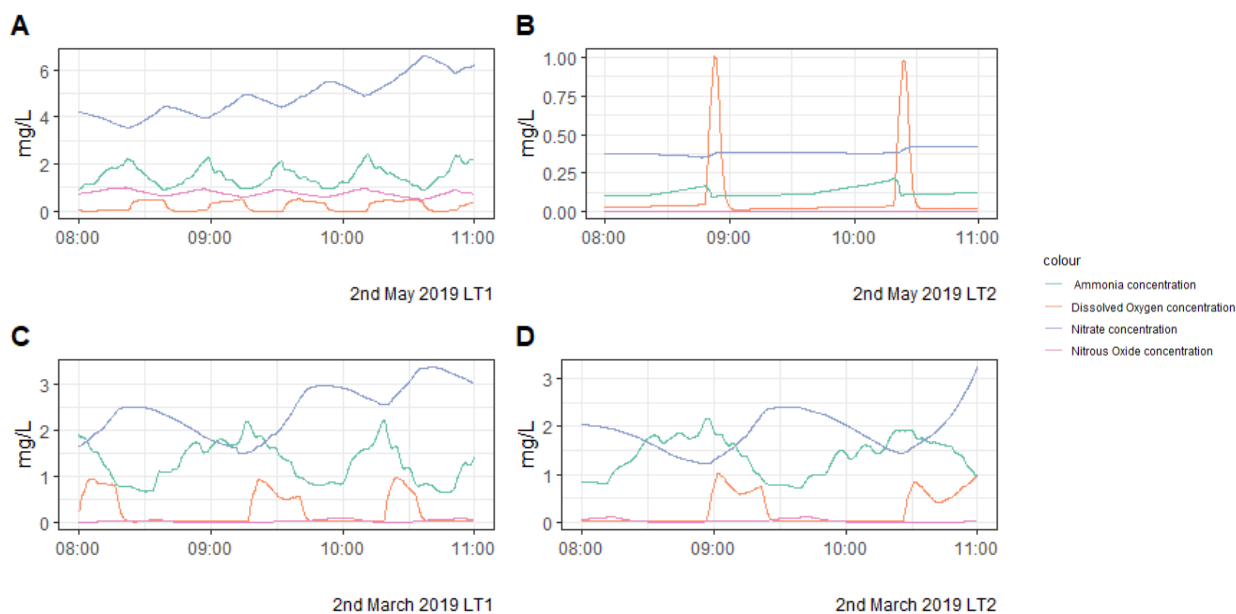 A
mg/L
6
4
2
0
08:00 09:00 10:00 11:00
2nd May 2019 LT1
B
mg/L
1.00
0.75
0.50
0.25
0.00
08:00 09:00 10:00 11:00
2nd May 2019 LT2
C
mg/L
3
2
1
0
08:00 09:00 10:00 11:00
2nd March 2019 LT1
D
mg/L
3
2
1
0
08:00 09:00 10:00 11:00
2nd March 2019 LT2
colour
Ammonia concentration
Dissolved Oxygen concentration
Nitrate concentration
Nitrous Oxide concentration